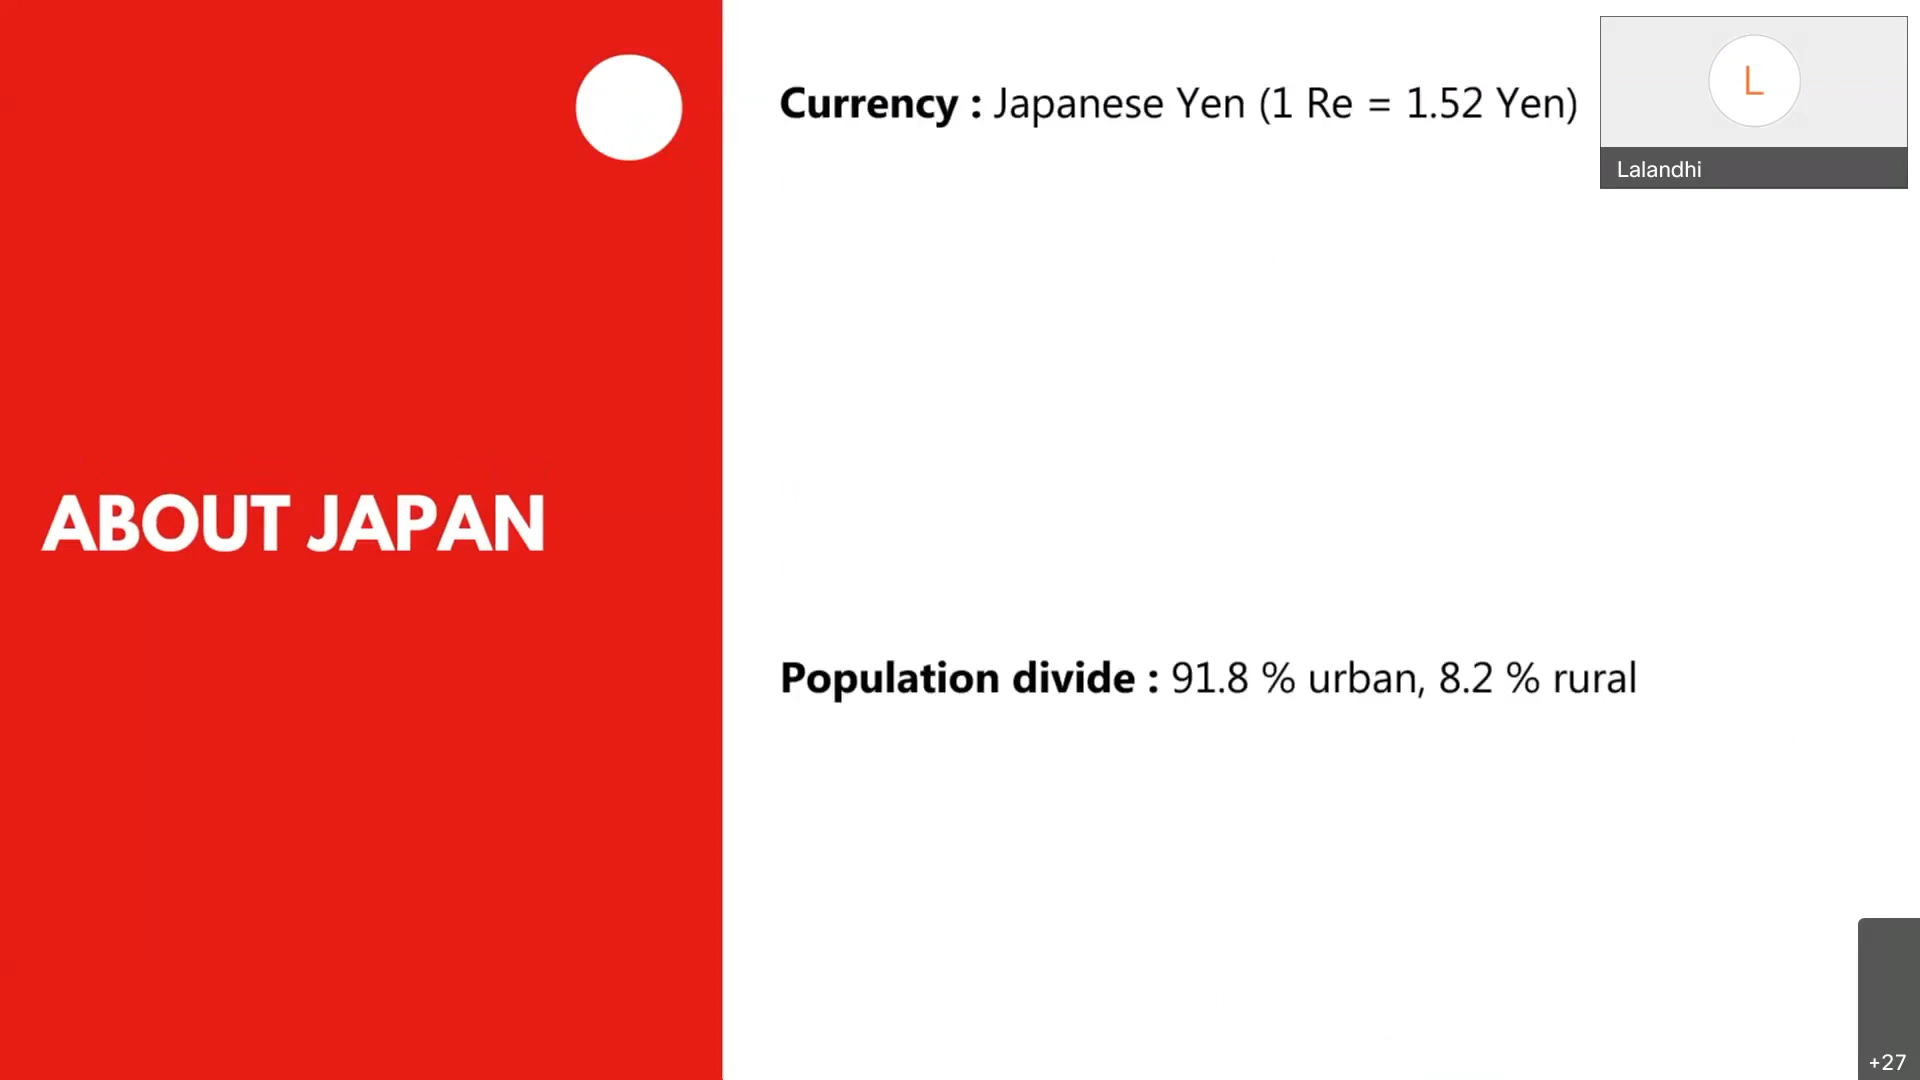 ABOUT JAPAN
Currency : Japanese Yen (1 Re = 1.52 Yen)
Population divide : 91.8 % urban, 8.2 % rural
L
Lalandhi
+27